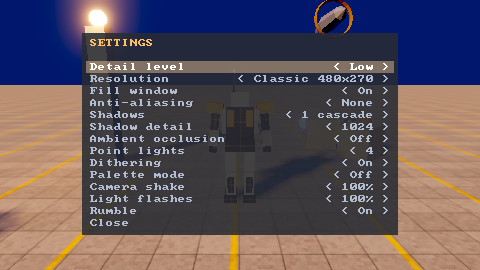 SETTINGS
Detail level < Low >
Resolution < Classic 480x270 >
Fill window < On >
Anti-aliasing < None >
Shadows < 1 cascade >
Shadow detail < 1024 >
Ambient occlusion < Off >
Point lights < 4 >
Dithering < On >
Palette mode < Off >
Camera shake < 100% >
Light flashes < 100% >
Rumble < On >
Close